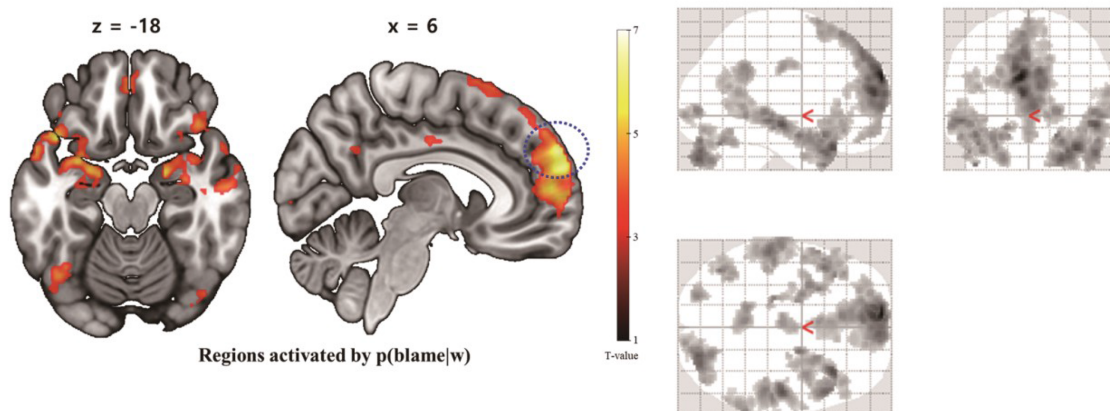 z = -18
x = 6
7
5
3
1
T-value
Regions activated by p(blame|w)
<
<
<